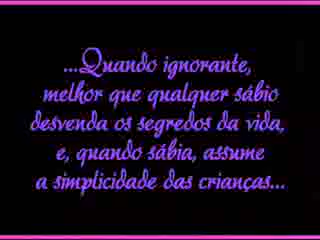 ...Quando ignorante,
melhor que qualquer sábio
desvenda os segredos da vida,
e, quando sábia, assume
a simplicidade das crianças...